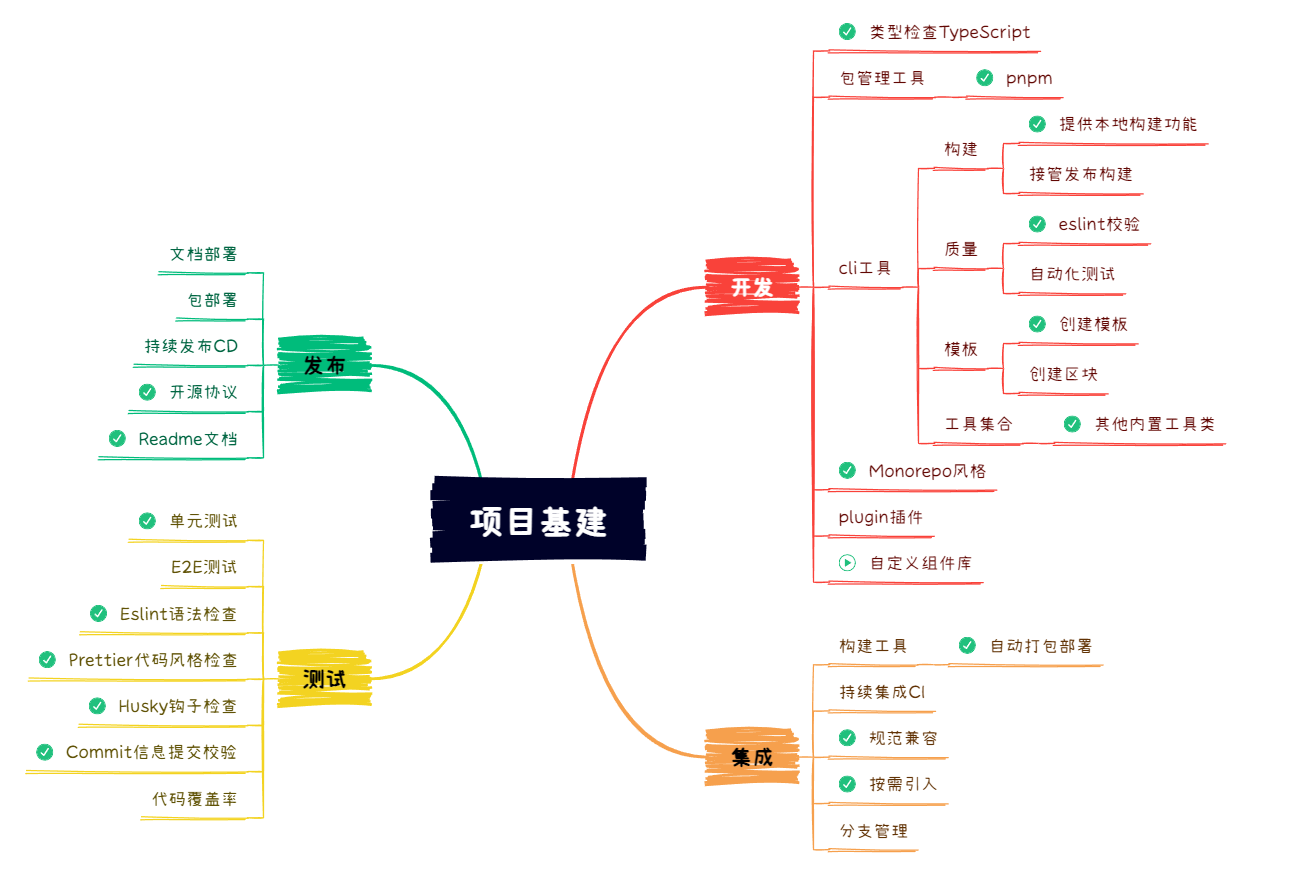 项目基建
开发
类型检查TypeScript
包管理工具
pnpm
cli工具
构建
提供本地构建功能
接管发布构建
质量
eslint校验
自动化测试
模板
创建模板
创建区块
工具集合
其他内置工具类
Monorepo风格
plugin插件
自定义组件库
集成
构建工具
自动打包部署
持续集成CI
规范兼容
按需引入
分支管理
发布
文档部署
包部署
持续发布CD
开源协议
Readme文档
测试
单元测试
E2E测试
Eslint语法检查
Prettier代码风格检查
Husky钩子检查
Commit信息提交校验
代码覆盖率